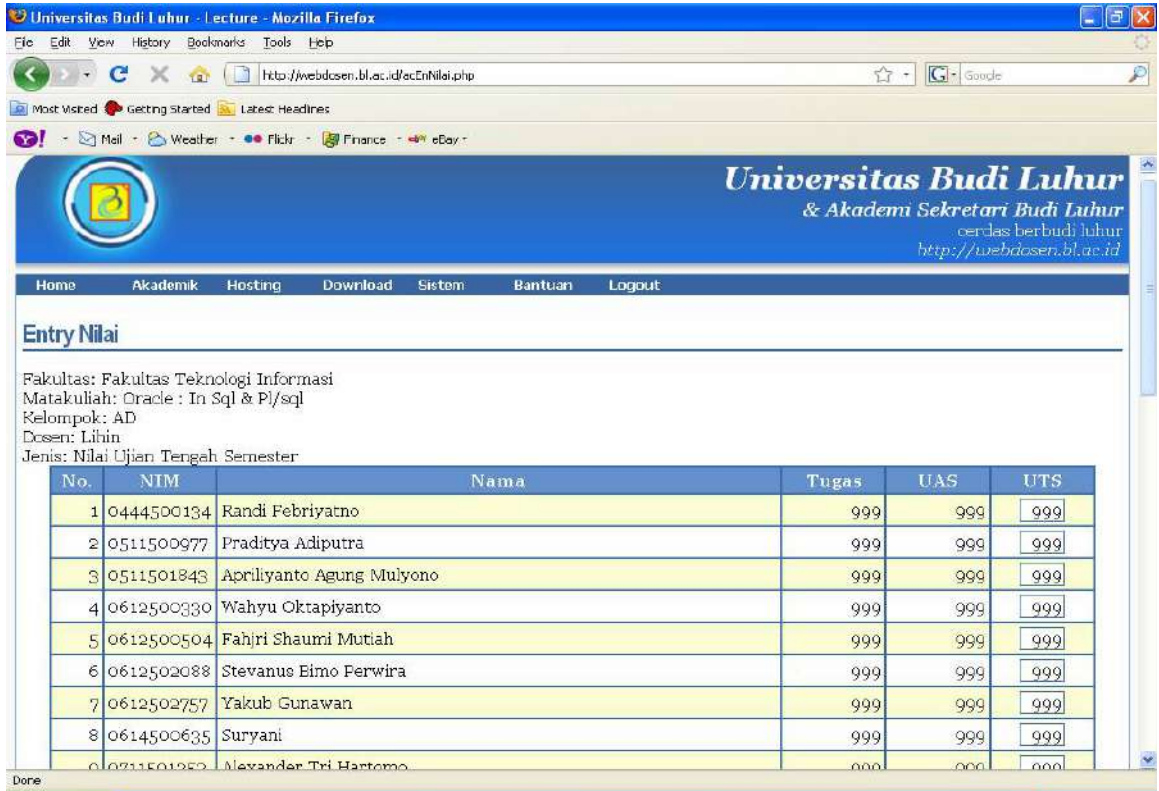 Universitas Budi Luhur - Lecture - Mozilla Firefox
File Edit View History Bookmarks Tools Help
http://webdosen.bl.ac.id/acEnNilai.php
G Google
Most Visited Getting Started Latest Headlines
Y! Mail Weather Flickr Finance eBay
Universitas Budi Luhur
& Akademi Sekretari Budi Luhur
cerdas berbudi luhur
http://webdosen.bl.ac.id
Home Akademik Hosting Download Sistem Bantuan Logout
Entry Nilai
Fakultas: Fakultas Teknologi Informasi
Matakuliah: Oracle : In Sql & Pl/sql
Kelompok: AD
Dosen: Lihin
Jenis: Nilai Ujian Tengah Semester
No. NIM Nama Tugas UAS UTS
1 0444500134 Randi Febriyatno 999 999 999
2 0511500977 Praditya Adiputra 999 999 999
3 0511501843 Apriliyanto Agung Mulyono 999 999 999
4 0612500330 Wahyu Oktapiyanto 999 999 999
5 0612500504 Fahjri Shaumi Mutiah 999 999 999
6 0612502088 Stevanus Bimo Perwira 999 999 999
7 0612502757 Yakub Gunawan 999 999 999
8 0614500635 Suryani 999 999 999
Alexander Tri Hartomo 999 999 999
Done